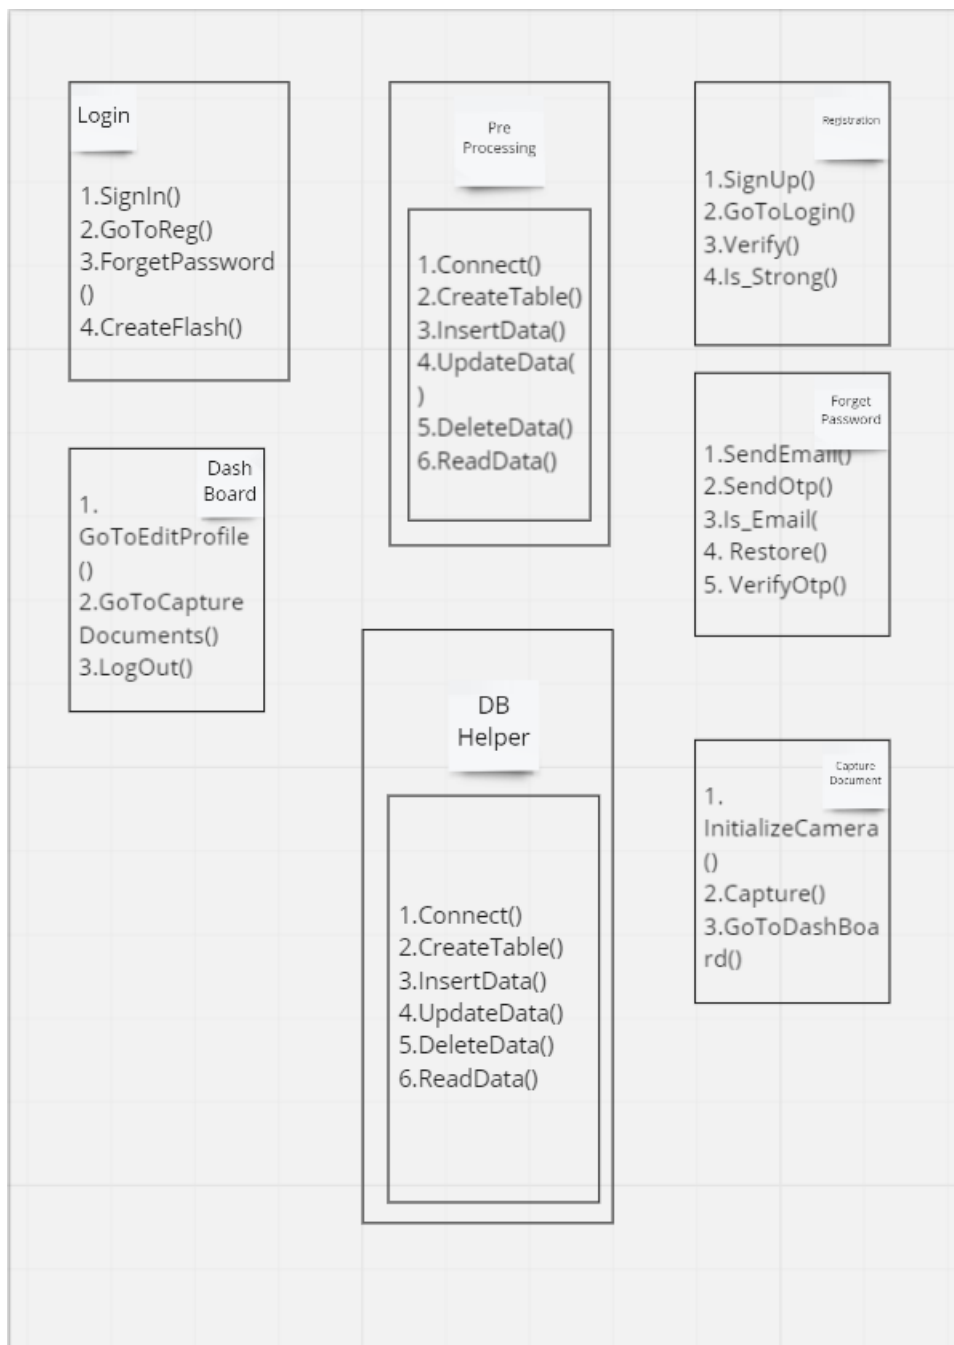 Login
1.SignIn()
2.GoToReg()
3.ForgetPassword
()
4.CreateFlash()
Pre
Processing
1.Connect()
2.CreateTable()
3.InsertData()
4.UpdateData(
)
5.DeleteData()
6.ReadData()
Registration
1.SignUp()
2.GoToLogin()
3.Verify()
4.Is_Strong()
Forget
Password
1.SendEmail()
2.SendOtp()
3.Is_Email(
4. Restore()
5. VerifyOtp()
Dash
Board
1.
GoToEditProfile
()
2.GoToCapture
Documents()
3.LogOut()
DB
Helper
1.Connect()
2.CreateTable()
3.InsertData()
4.UpdateData()
5.DeleteData()
6.ReadData()
Capture
Document
1.
InitializeCamera
()
2.Capture()
3.GoToDashBoa
rd()